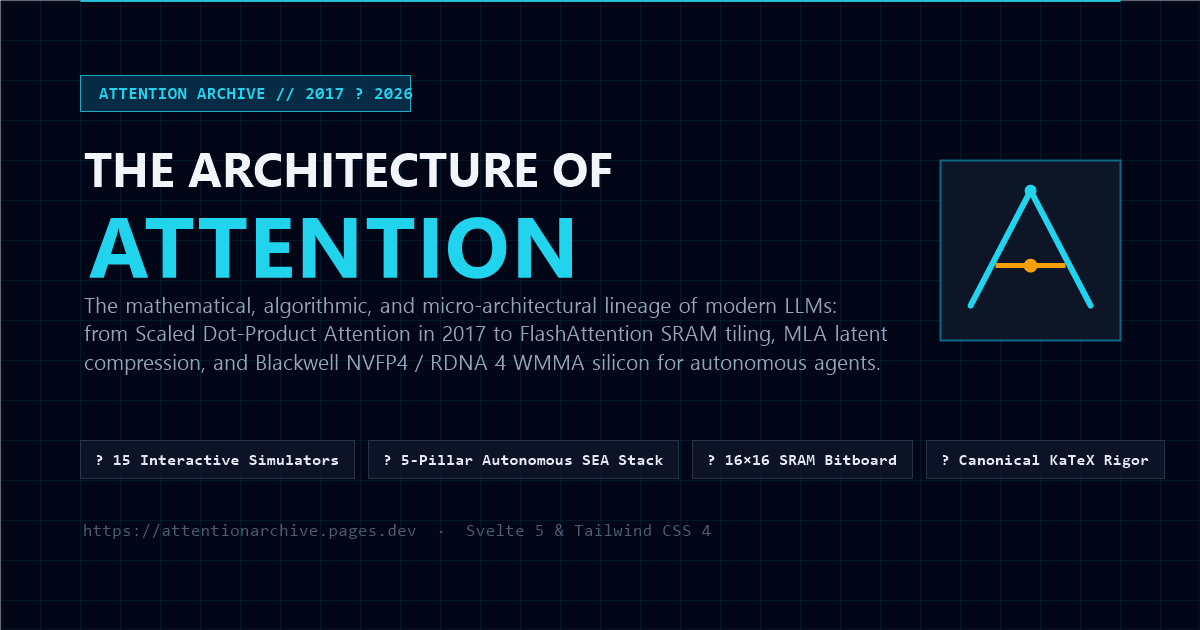 ATTENTION ARCHIVE // 2017 ? 2026
THE ARCHITECTURE OF
ATTENTION
The mathematical, algorithmic, and micro-architectural lineage of modern LLMs:
from Scaled Dot-Product Attention in 2017 to FlashAttention SRAM tiling, MLA latent
compression, and Blackwell NVFP4 / RDNA 4 WMMA silicon for autonomous agents.
? 15 Interactive Simulators
? 5-Pillar Autonomous SEA Stack
? 16×16 SRAM Bitboard
? Canonical KaTeX Rigor
https://attentionarchive.pages.dev · Svelte 5 & Tailwind CSS 4